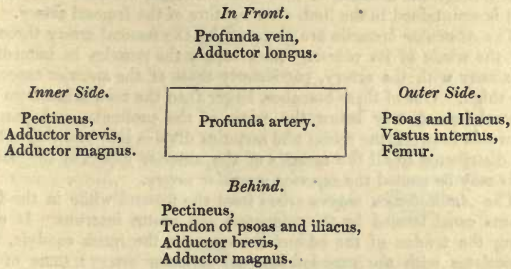 In Front.
Profunda vein,
Adductor longus.
Inner Side.
Pectineus,
Adductor brevis,
Adductor magnus.
Profunda artery.
Outer Side.
Psoas and Iliacus,
Vastus internus,
Femur.
Behind.
Pectineus,
Tendon of psoas and iliacus,
Adductor brevis,
Adductor magnus.